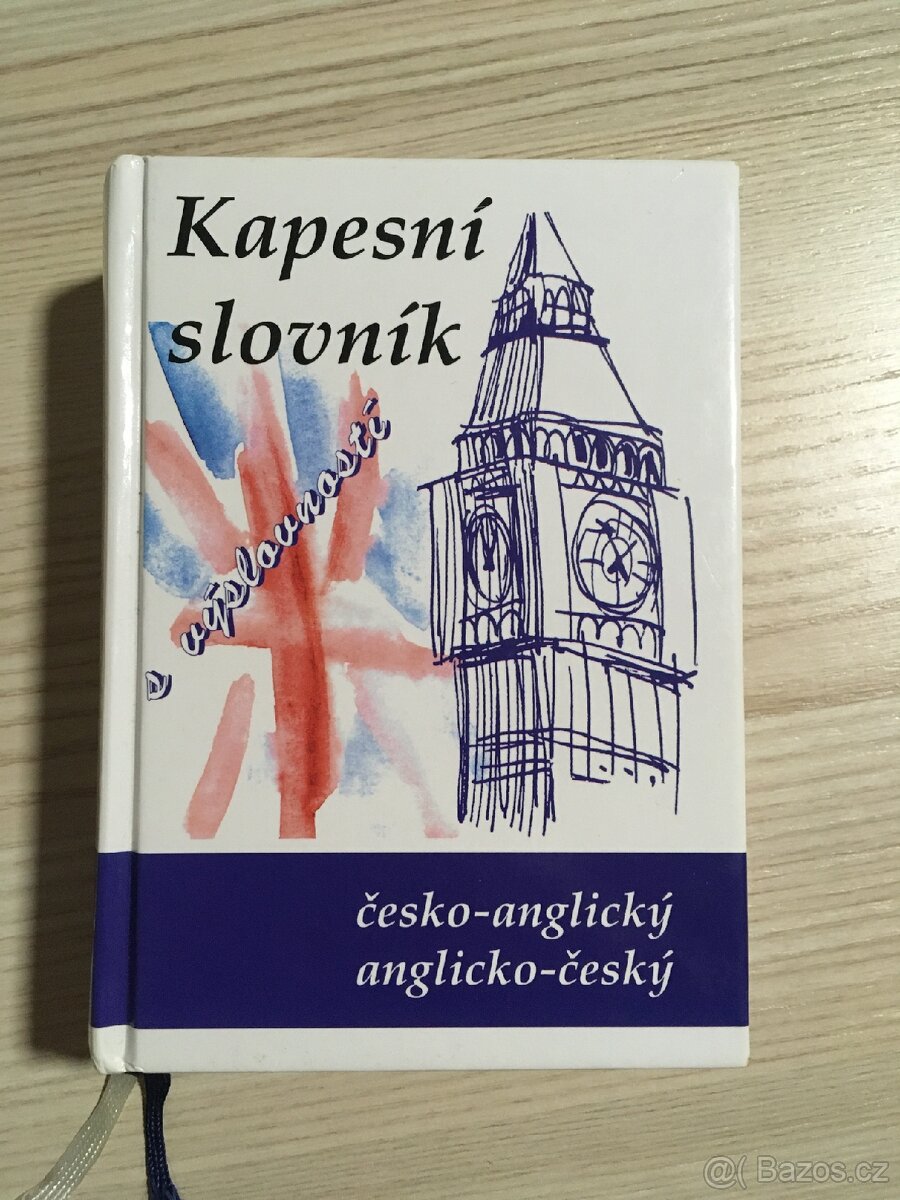 Kapesní
slovník
s výslovností
česko-anglický
anglicko-český
@( Bazos.cz